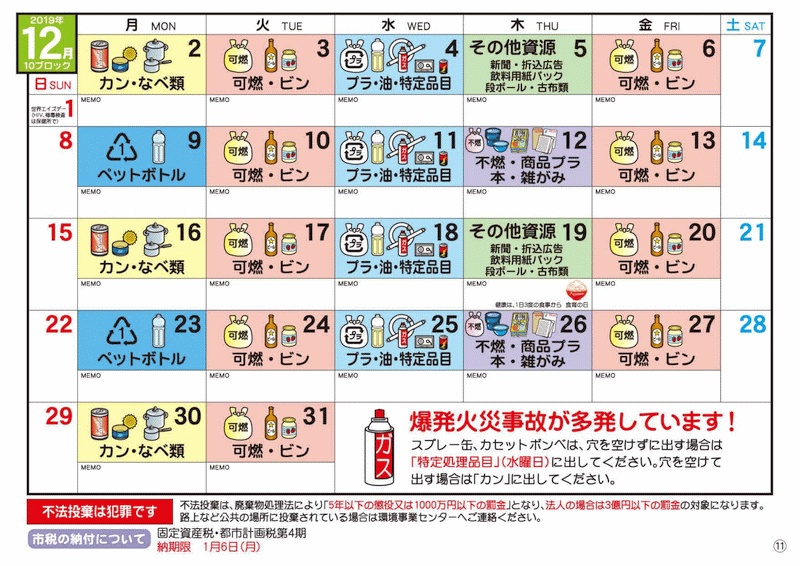 2019年
12月
10ブロック
月 MON
火 TUE
水 WED
木 THU
金 FRI
土 SAT
日 SUN
2
カン・なべ類
MEMO
可燃
3
可燃・ビン
MEMO
プラ
ガス
4
プラ・油・特定品目
MEMO
その他資源 5
新聞・折込広告
飲料用紙パック
段ボール・古布類
MEMO
可燃
6
可燃・ビン
MEMO
7
世界エイズデー
(HIV、梅毒検査
は保健所で)
1
8
1
9
ペットボトル
MEMO
可燃
10
可燃・ビン
MEMO
プラ
ガス
11
プラ・油・特定品目
MEMO
不燃
12
不燃・商品プラ
本・雑がみ
MEMO
可燃
13
可燃・ビン
MEMO
14
15
16
カン・なべ類
MEMO
可燃
17
可燃・ビン
MEMO
プラ
ガス
18
プラ・油・特定品目
MEMO
その他資源 19
新聞・折込広告
飲料用紙パック
段ボール・古布類
MEMO
健康は、1日3度の食事から 食育の日
可燃
20
可燃・ビン
MEMO
21
22
1
23
ペットボトル
MEMO
可燃
24
可燃・ビン
MEMO
プラ
ガス
25
プラ・油・特定品目
MEMO
不燃
26
不燃・商品プラ
本・雑がみ
MEMO
可燃
27
可燃・ビン
MEMO
28
29
30
カン・なべ類
MEMO
可燃
31
可燃・ビン
MEMO
ガス
爆発火災事故が多発しています!
スプレー缶、カセットボンベは、穴を空けずに出す場合は
「特定処理品目」(水曜日)に出してください。穴を空けて
出す場合は「カン」に出してください。
不法投棄は犯罪です
不法投棄は、廃棄物処理法により「5年以下の懲役又は1000万円以下の罰金」となり、法人の場合は3億円以下の罰金の対象になります。
路上など公共の場所に投棄されている場合は環境事業センターへご連絡ください。
市税の納付について
固定資産税・都市計画税第4期
納期限 1月6日(月)
⑪